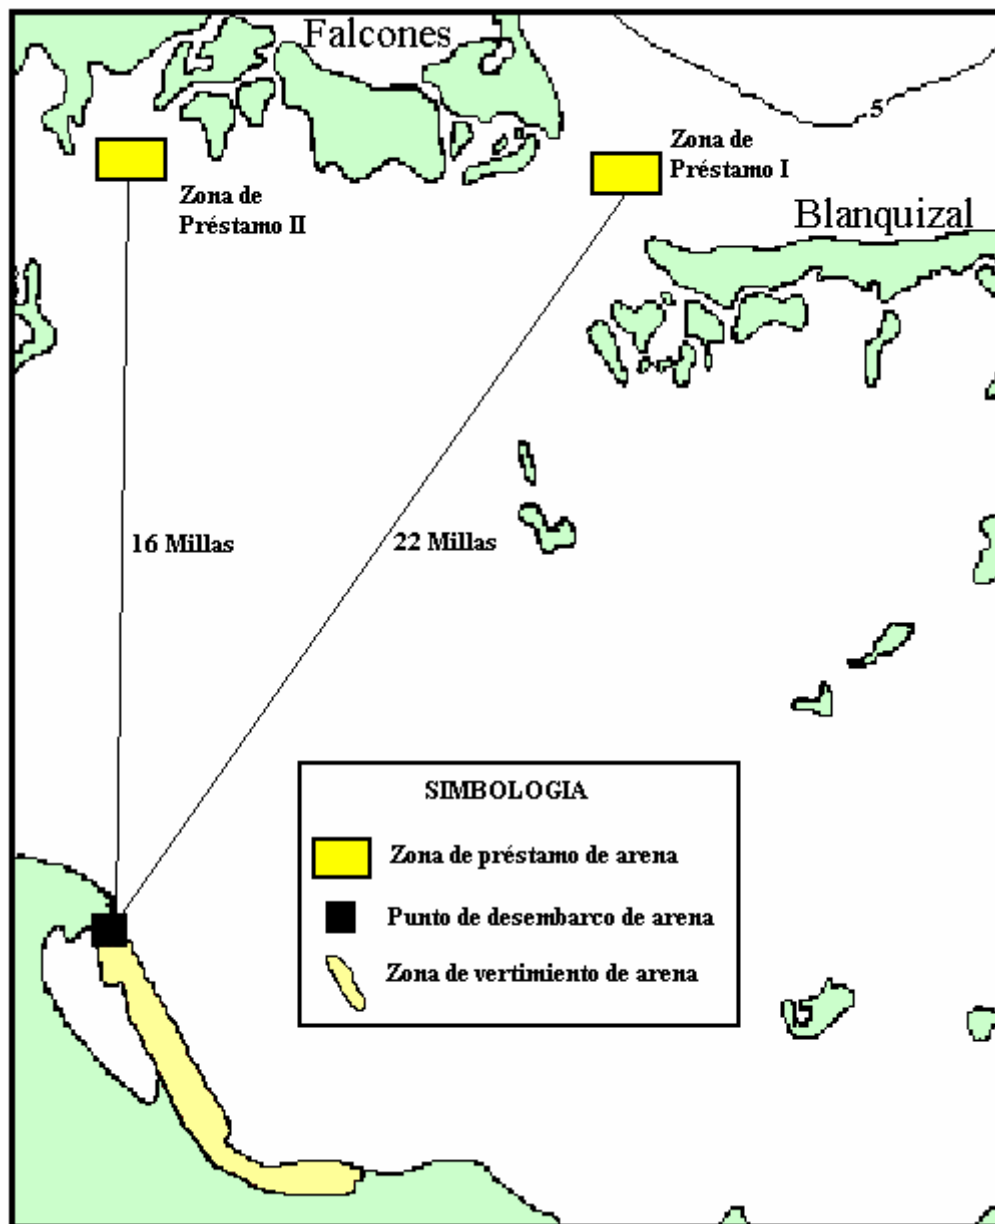 Falcones
5
Zona de
Préstamo I
Zona de
Préstamo II
Blanquizal
16 Millas
22 Millas
SIMBOLOGIA
Zona de préstamo de arena
Punto de desembarco de arena
Zona de vertimiento de arena